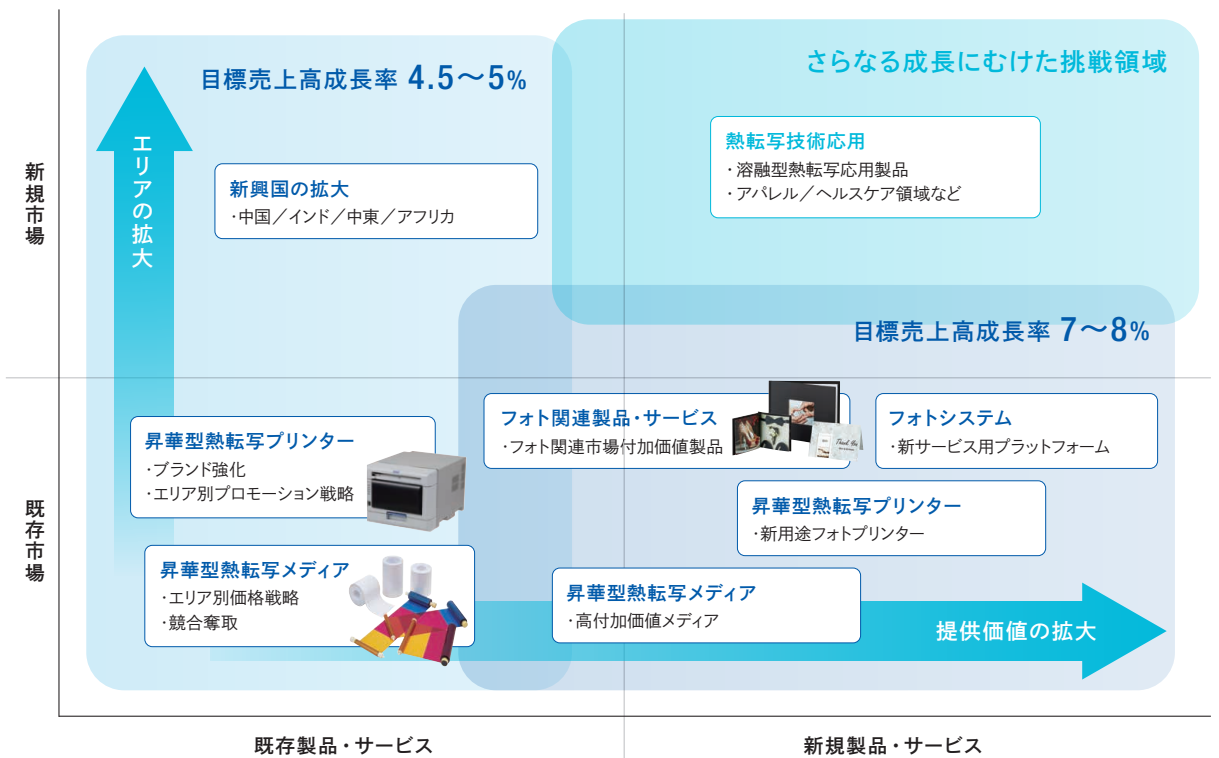 目標売上高成長率 4.5〜5%
さらなる成長にむけた挑戦領域
エリアの拡大
新規市場
熱転写技術応用
・溶融型熱転写応用製品
・アパレル／ヘルスケア領域など
新興国の拡大
・中国／インド／中東／アフリカ
目標売上高成長率 7〜8%
既存市場
昇華型熱転写プリンター
・ブランド強化
・エリア別プロモーション戦略
フォト関連製品・サービス
・フォト関連市場付加価値製品
Thank You
フォトシステム
・新サービス用プラットフォーム
昇華型熱転写プリンター
・新用途フォトプリンター
昇華型熱転写メディア
・エリア別価格戦略
・競合奪取
昇華型熱転写メディア
・高付加価値メディア
提供価値の拡大
既存製品・サービス
新規製品・サービス